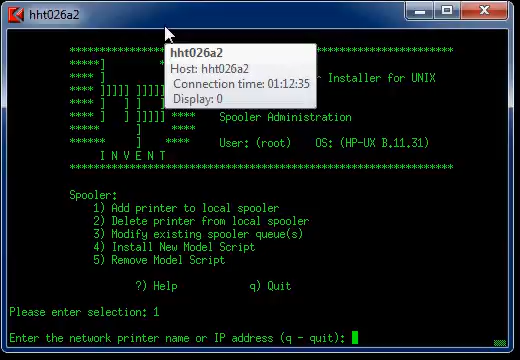 hht026a2
hht026a2
Host: hht026a2
Connection time: 01:12:35
Display: 0
********************************************************
*****] ****
**** ] ~ Installer for UNIX
**** ]]]]] ]]]]] ****
**** ] ] ] ] ****
**** ] ] ]]]]] **** Spooler Administration
***** ] ****
****** ] ***** User: (root) OS: (HP-UX B.11.31)
I N V E N T
********************************************************
Spooler:
1) Add printer to local spooler
2) Delete printer from local spooler
3) Modify existing spooler queue(s)
4) Install New Model Script
5) Remove Model Script
?) Help q) Quit
Please enter selection: 1
Enter the network printer name or IP address (q - quit):